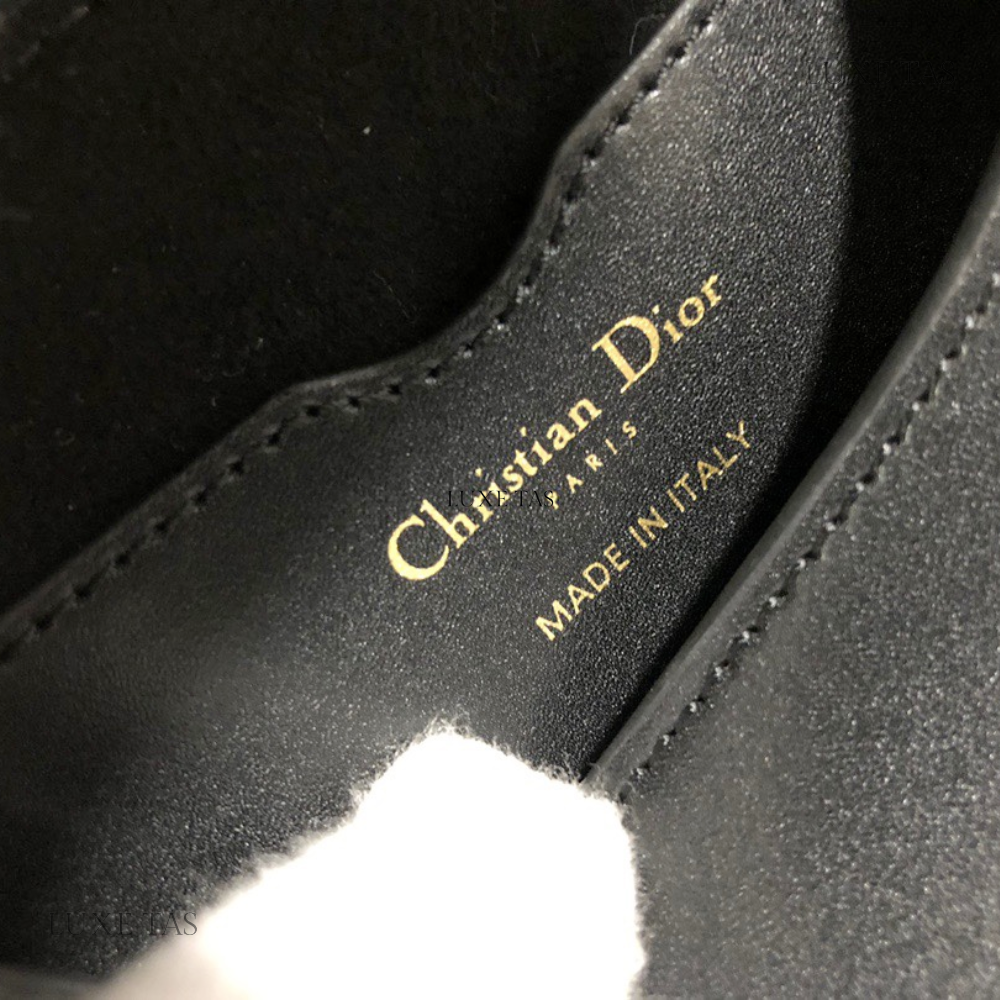 Christian Dior
PARIS
MADE IN ITALY
LUXE TAS
LUXE TAS